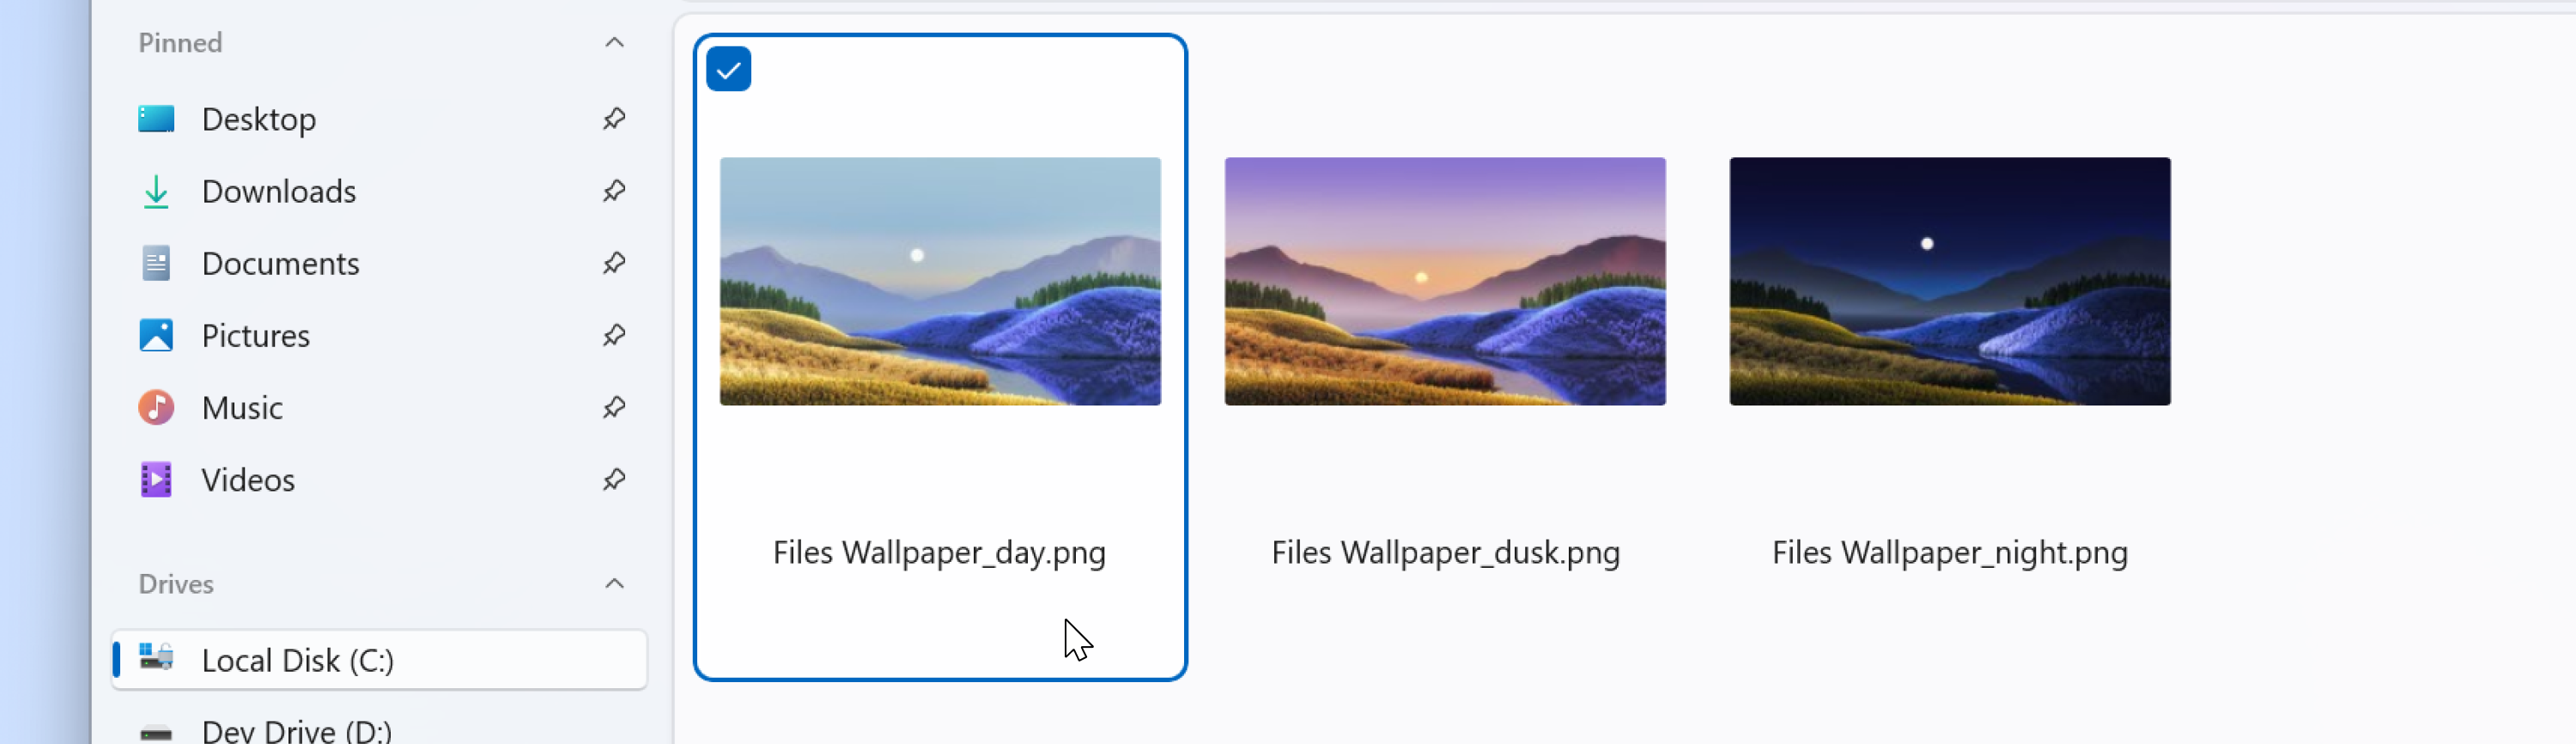 Pinned
Desktop
Downloads
Documents
Pictures
Music
Videos
Drives
Local Disk (C:)
Dev Drive (D:)
Files Wallpaper_day.png
Files Wallpaper_dusk.png
Files Wallpaper_night.png